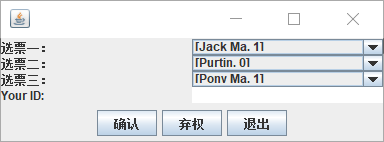 选票一： [Jack Ma, 1]
选票二： [Purtin, 0]
选票三： [Pony Ma, 1]
Your ID:
确认 弃权 退出